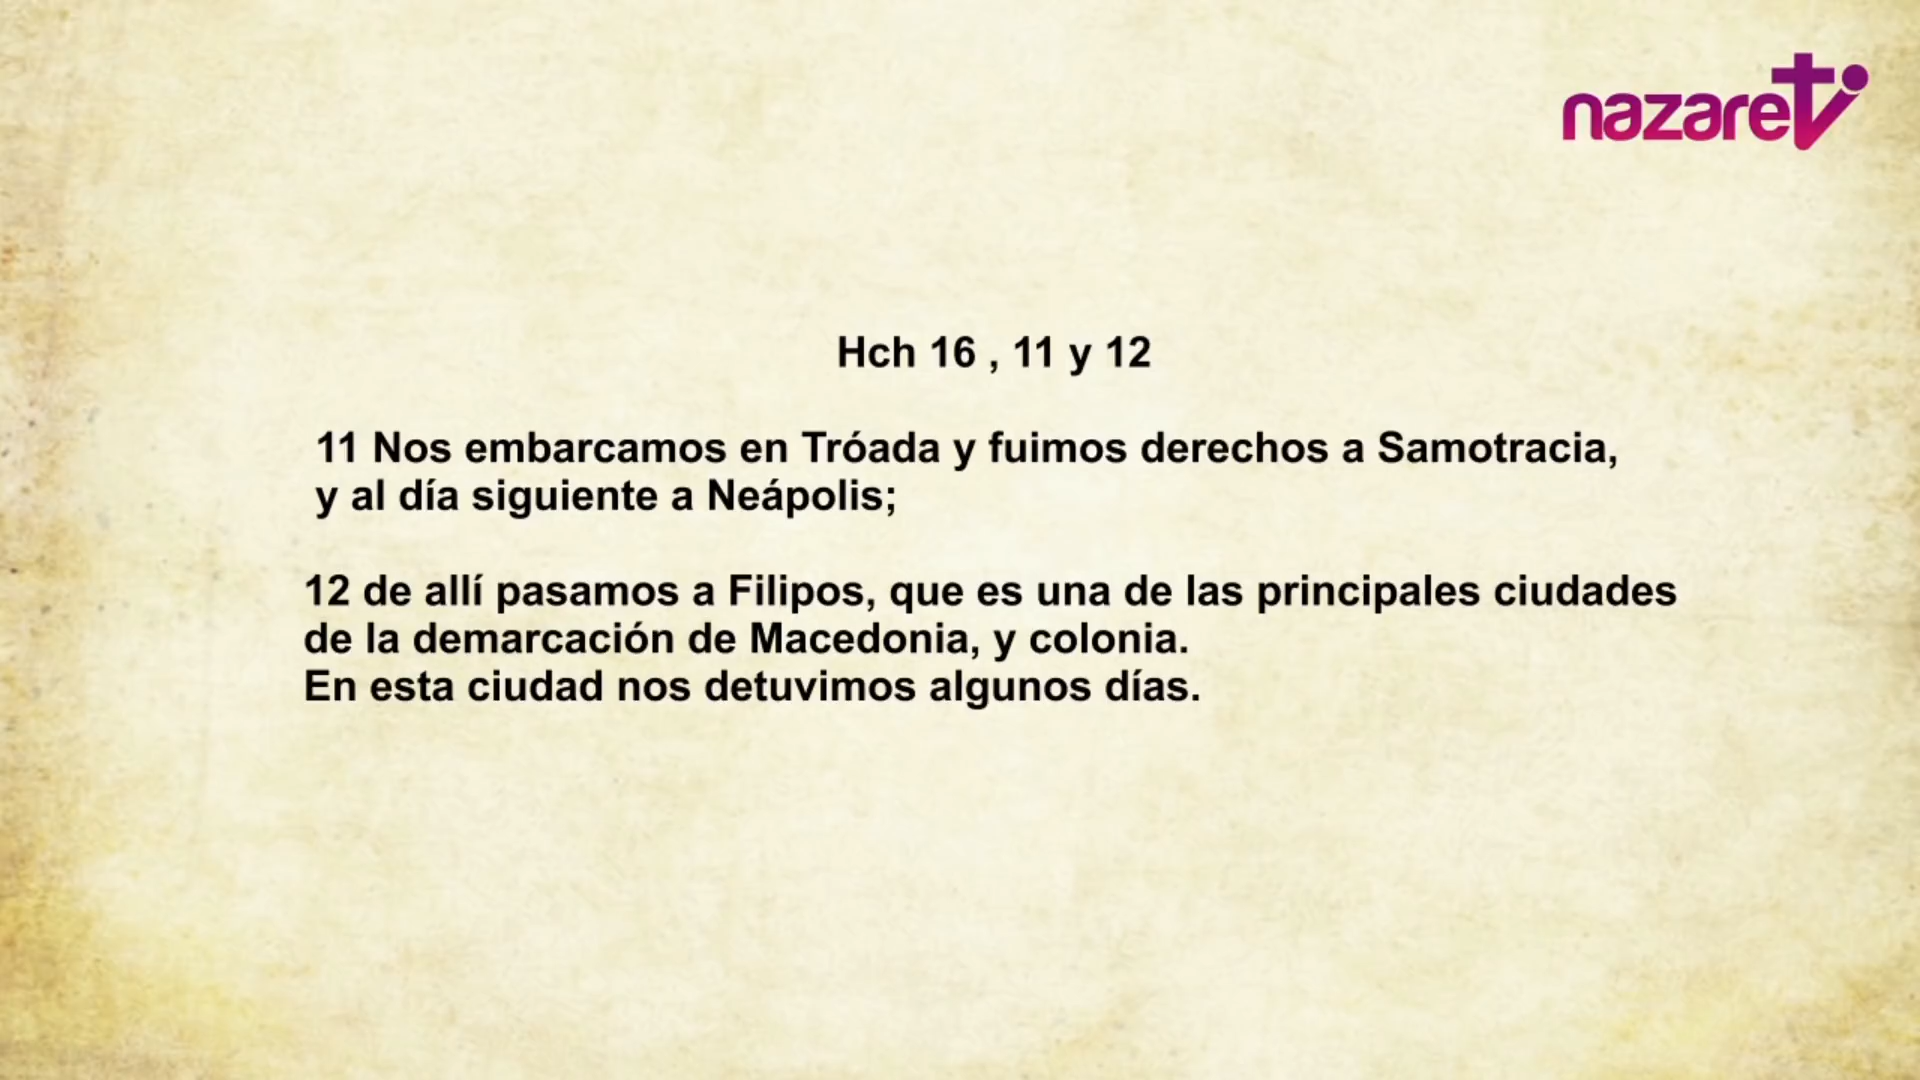 nazaretv
Hch 16 , 11 y 12
11 Nos embarcamos en Tróada y fuimos derechos a Samotracia,
y al día siguiente a Neápolis;
12 de allí pasamos a Filipos, que es una de las principales ciudades
de la demarcación de Macedonia, y colonia.
En esta ciudad nos detuvimos algunos días.